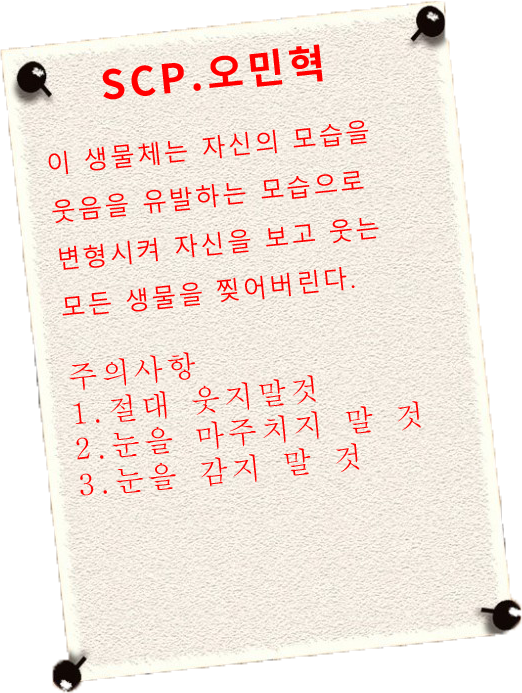 SCP.오민혁
이 생물체는 자신의 모습을
웃음을 유발하는 모습으로
변형시켜 자신을 보고 웃는
모든 생물을 찢어버린다.
주의사항
1.절대 웃지말것
2.눈을 마주치지 말 것
3.눈을 감지 말 것